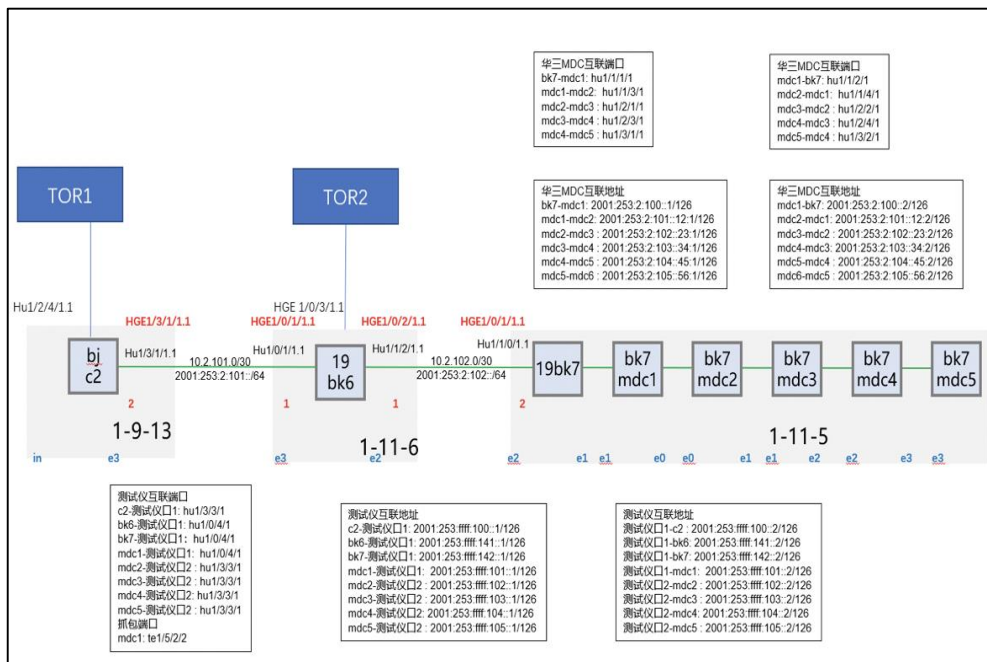 华三MDC互联端口
bk7-mdc1: hu1/1/1/1
mdc1-mdc2: hu1/1/3/1
mdc2-mdc3 : hu1/2/1/1
mdc3-mdc4 : hu1/2/3/1
mdc4-mdc5 : hu1/3/1/1
华三MDC互联端口
mdc1-bk7: hu1/1/2/1
mdc2-mdc1: hu1/1/4/1
mdc3-mdc2 : hu1/2/2/1
mdc4-mdc3 : hu1/2/4/1
mdc5-mdc4 : hu1/3/2/1
华三MDC互联地址
bk7-mdc1: 2001:253:2:100::1/126
mdc1-mdc2: 2001:253:2:101::12:1/126
mdc2-mdc3 : 2001:253:2:102::23:1/126
mdc3-mdc4 : 2001:253:2:103::34:1/126
mdc4-mdc5 : 2001:253:2:104::45:1/126
mdc5-mdc6 : 2001:253:2:105::56:1/126
华三MDC互联地址
mdc1-bk7: 2001:253:2:100::2/126
mdc2-mdc1: 2001:253:2:101::12:2/126
mdc3-mdc2 : 2001:253:2:102::23:2/126
mdc4-mdc3: 2001:253:2:103::34:2/126
mdc5-mdc4 : 2001:253:2:104::45:2/126
mdc6-mdc5 : 2001:253:2:105::56:2/126
TOR1
TOR2
Hu1/2/4/1.1
HGE 1/0/3/1.1
HGE1/3/1/1.1
HGE1/0/1/1.1
HGE1/0/2/1.1
HGE1/0/1/1.1
bj
c2
Hu1/3/1/1.1
10.2.101.0/30
2001:253:2:101::/64
Hu1/0/1/1.1
19
bk6
Hu1/1/2/1.1
10.2.102.0/30
2001:253:2:102::/64
Hu1/1/0/1.1
19bk7
bk7
mdc1
bk7
mdc2
bk7
mdc3
bk7
mdc4
bk7
mdc5
2
1
1
2
1-9-13
1-11-6
1-11-5
in
e3
e3
e2
e2
e1
e1
e0
e0
e1
e1
e2
e2
e3
e3
测试仪互联端口
c2-测试仪口1: hu1/3/3/1
bk6-测试仪口1: hu1/0/4/1
bk7-测试仪口1: hu1/0/4/1
mdc1-测试仪口1: hu1/0/4/1
mdc2-测试仪口2 : hu1/3/3/1
mdc3-测试仪口2 : hu1/3/3/1
mdc4-测试仪口2: hu1/3/3/1
mdc5-测试仪口2 : hu1/3/3/1
抓包端口
mdc1: te1/5/2/2
测试仪互联地址
c2-测试仪口1: 2001:253:ffff:100::1/126
bk6-测试仪口1: 2001:253:ffff:141::1/126
bk7-测试仪口1: 2001:253:ffff:142::1/126
mdc1-测试仪口1: 2001:253:ffff:101::1/126
mdc2-测试仪口2 : 2001:253:ffff:102::1/126
mdc3-测试仪口2 : 2001:253:ffff:103::1/126
mdc4-测试仪口2: 2001:253:ffff:104::1/126
mdc5-测试仪口2 : 2001:253:ffff:105::1/126
测试仪互联地址
测试仪口1-c2 : 2001:253:ffff:100::2/126
测试仪口1-bk6: 2001:253:ffff:141::2/126
测试仪口1-bk7: 2001:253:ffff:142::2/126
测试仪口1-mdc1: 2001:253:ffff:101::2/126
测试仪口2-mdc2 : 2001:253:ffff:102::2/126
测试仪口2-mdc3 : 2001:253:ffff:103::2/126
测试仪口2-mdc4: 2001:253:ffff:104::2/126
测试仪口2-mdc5 : 2001:253:ffff:105::2/126